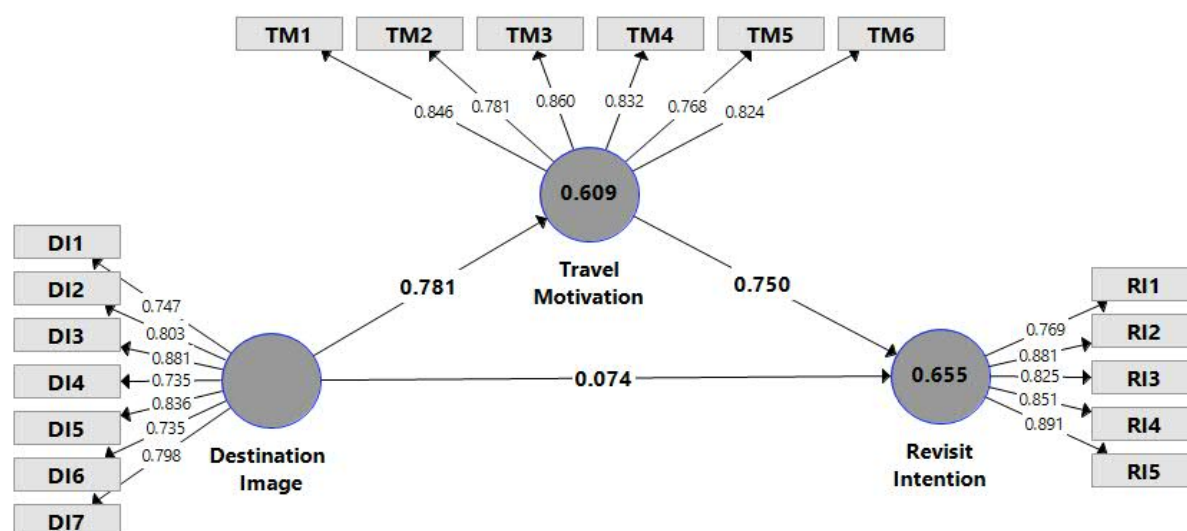 TM1 TM2 TM3 TM4 TM5 TM6
0.846 0.781 0.860 0.832 0.768 0.824
0.609
Travel
Motivation
DI1
DI2
DI3
DI4
DI5
DI6
DI7
0.747
0.803
0.881
0.735
0.836
0.735
0.798
Destination
Image
0.781
0.750
0.074
0.655
Revisit
Intention
0.769
0.881
0.825
0.851
0.891
RI1
RI2
RI3
RI4
RI5